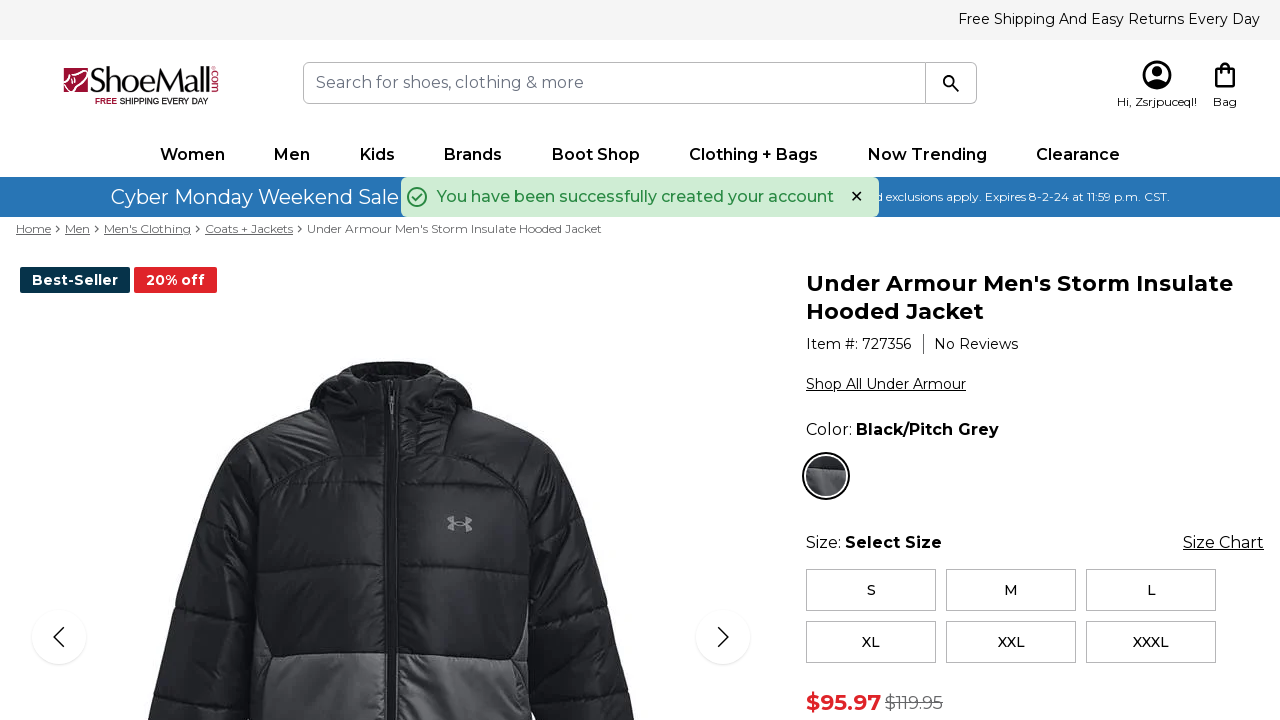 Free Shipping And Easy Returns Every Day
ShoeMall.com
FREE SHIPPING EVERY DAY
Search for shoes, clothing & more
Hi, Zsrjpuceql!
Bag
Women
Men
Kids
Brands
Boot Shop
Clothing + Bags
Now Trending
Clearance
Cyber Monday Weekend Sale
You have been successfully created your account
exclusions apply. Expires 8-2-24 at 11:59 p.m. CST.
Home > Men > Men's Clothing > Coats + Jackets > Under Armour Men's Storm Insulate Hooded Jacket
Best-Seller
20% off
Under Armour Men's Storm Insulate
Hooded Jacket
Item #: 727356
No Reviews
Shop All Under Armour
Color: Black/Pitch Grey
Size: Select Size
Size Chart
S
M
L
XL
XXL
XXXL
$95.97 $119.95